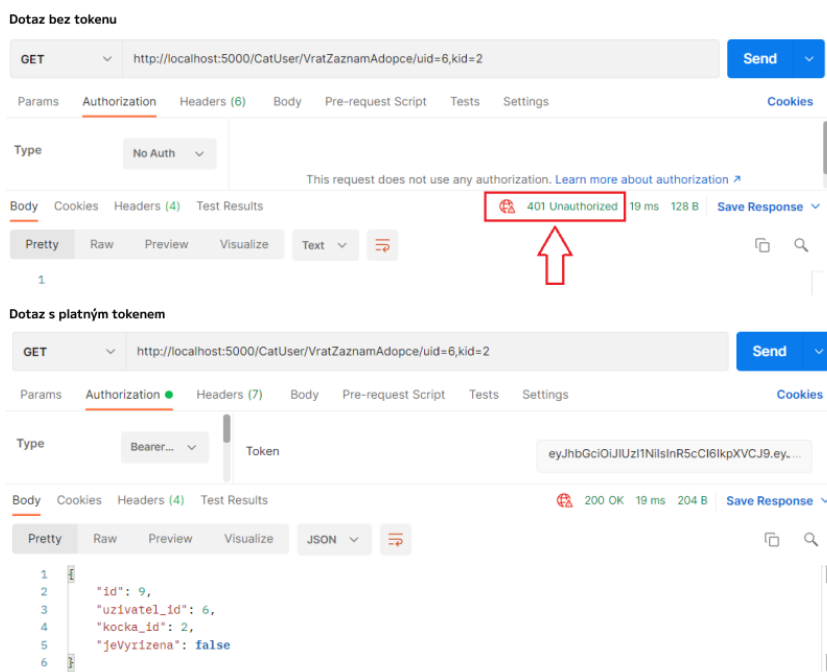 Dotaz bez tokenu
GET http://localhost:5000/CatUser/VratZaznamAdopce/uid=6,kid=2 Send
Params Authorization Headers (6) Body Pre-request Script Tests Settings Cookies
Type No Auth
This request does not use any authorization. Learn more about authorization ↗
Body Cookies Headers (4) Test Results 401 Unauthorized 19 ms 128 B Save Response
Pretty Raw Preview Visualize Text
1
Dotaz s platným tokenem
GET http://localhost:5000/CatUser/VratZaznamAdopce/uid=6,kid=2 Send
Params Authorization Headers (7) Body Pre-request Script Tests Settings Cookies
Type Bearer... Token eyJhbGciOiJIUzI1NiIsInR5cCI6IkpXVCJ9.ey....
Body Cookies Headers (4) Test Results 200 OK 19 ms 204 B Save Response
Pretty Raw Preview Visualize JSON
1 {
2 "id": 9,
3 "uzivatel_id": 6,
4 "kocka_id": 2,
5 "jeVyrizena": false
6 }